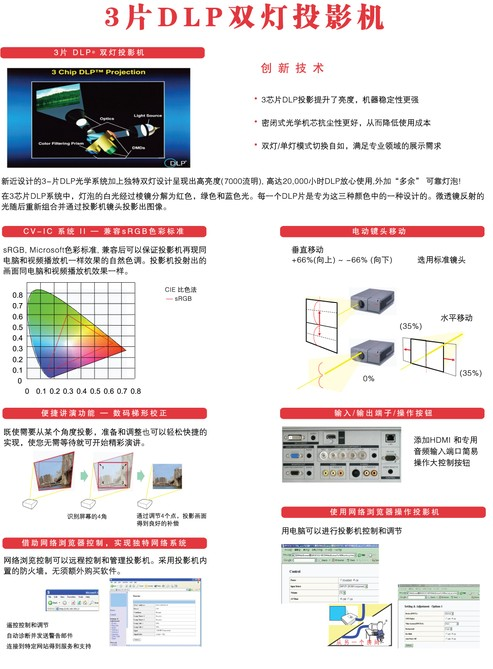 3片DLP双灯投影机
3片 DLP® 双灯投影机
3 Chip DLP™ Projection
Optics
Light Source
Color Filtering Prism
DMDs
DLP
创新技术
* 3芯片DLP投影提升了亮度，机器稳定性更强
* 密闭式光学机芯抗尘性更好，从而降低使用成本
* 双灯/单灯模式切换自如，满足专业领域的展示需求
新近设计的3-片DLP光学系统加上独特双灯设计呈现出高亮度(7000流明), 高达20,000小时DLP放心使用,外加“多余” 可靠灯泡!
在3芯片DLP系统中，灯泡的白光经过棱镜分解为红色，绿色和蓝色光。每一个DLP片是专为这三种颜色中的一种设计的。微透镜反射的
光随后重新组合并通过投影机镜头投影出图像。
CV-IC 系统 II — 兼容sRGB色彩标准
sRGB, Microsoft色彩标准, 兼容后可以保证投影机再现同
电脑和视频播放机一样效果的自然色调。投影机投射出的
画面同电脑和视频播放机效果一样。
CIE 比色法
— sRGB
0.8
0.7
0.6
0.5
0.4
0.3
0.2
0.1
0
0 0.1 0.2 0.3 0.4 0.5 0.6 0.7 0.8
电动镜头移动
垂直移动
+66%(向上) ~ -66% (向下)
选用标准镜头
水平移动
(35%)
(35%)
0%
便捷讲演功能 — 数码梯形校正
既使需要从某个角度投影，准备和调整也可以轻松快捷的
实现，使您无需等待就可开始精彩演讲。
识别屏幕的4角
通过调节4个点，投影画面
得到良好的补偿
输入/输出端子/操作按钮
添加HDMI 和专用
音频输入端口简易
操作大控制按钮
借助网络浏览器控制，实现独特网络系统
网络浏览控制可以远程控制和管理投影机。采用投影机内
置的防火墙，无须额外购买软件。
遥控控制和调节
自动诊断并发送警告邮件
连接到特定网站得到服务和支持
使用网络浏览器操作投影机
用电脑可以进行投影机控制和调节
Control